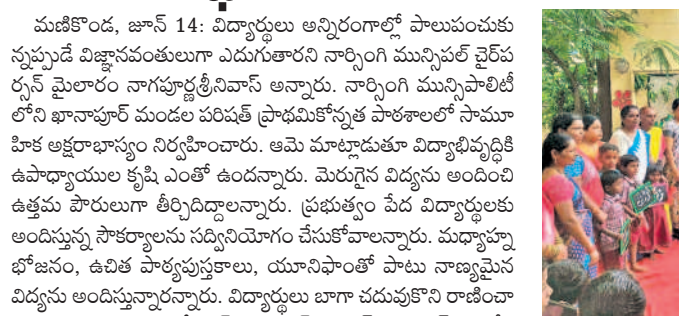 మణికొండ, జూన్ 14: విద్యార్థులు అన్నిరంగాల్లో పాలుపంచుకు
న్నప్పుడే విజ్ఞానవంతులుగా ఎదుగుతారని నార్సింగి మున్సిపల్ చైర్‌ప
ర్సన్ మైలారం నాగపూర్ణశ్రీనివాస్ అన్నారు. నార్సింగి మున్సిపాలిటీ
లోని ఖానాపూర్ మండల పరిషత్ ప్రాథమికోన్నత పాఠశాలలో సామూ
హిక అక్షరాభాస్యం నిర్వహించారు. ఆమె మాట్లాడుతూ విద్యాభివృద్ధికి
ఉపాధ్యాయుల కృషి ఎంతో ఉందన్నారు. మెరుగైన విద్యను అందించి
ఉత్తమ పౌరులుగా తీర్చిదిద్దాలన్నారు. ప్రభుత్వం పేద విద్యార్థులకు
అందిస్తున్న సౌకర్యాలను సద్వినియోగం చేసుకోవాలన్నారు. మధ్యాహ్న
భోజనం, ఉచిత పాఠ్యపుస్తకాలు, యూనిఫాంతో పాటు నాణ్యమైన
విద్యను అందిస్తున్నారన్నారు. విద్యార్థులు బాగా చదువుకొని రాణించా